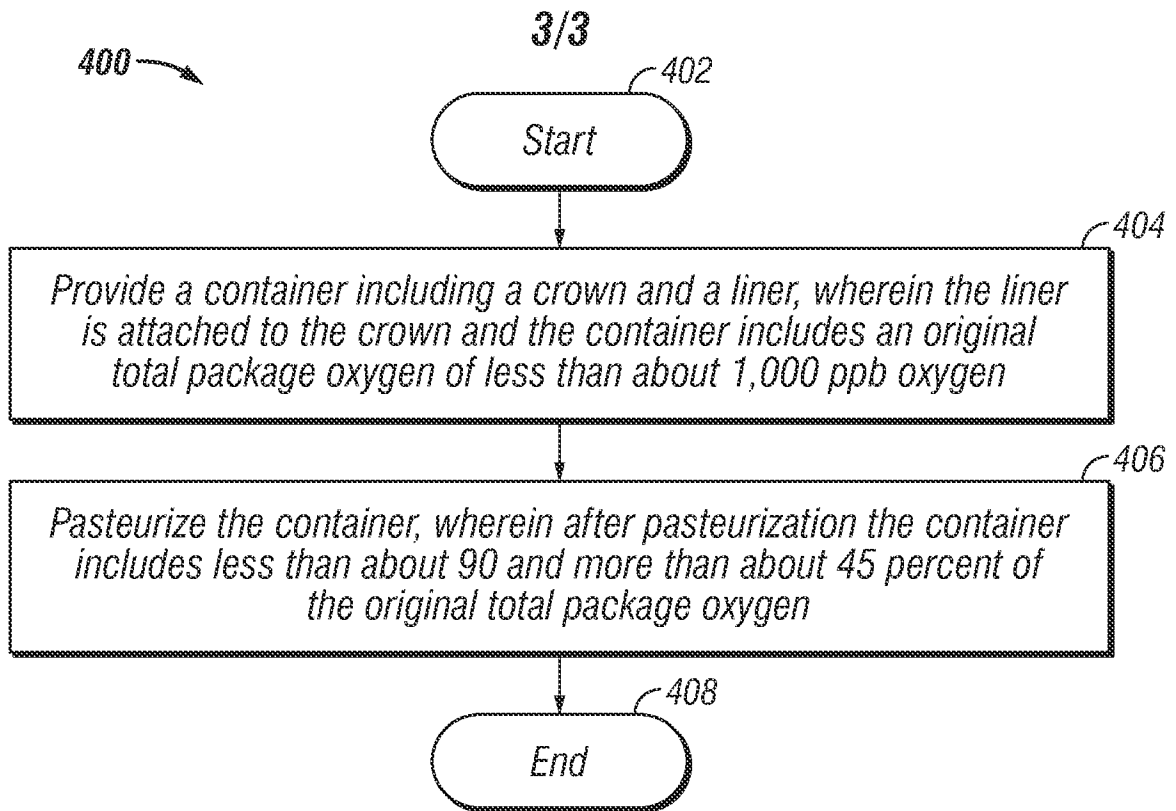 3/3
400
402
Start
404
Provide a container including a crown and a liner, wherein the liner
is attached to the crown and the container includes an original
total package oxygen of less than about 1,000 ppb oxygen
406
Pasteurize the container, wherein after pasteurization the container
includes less than about 90 and more than about 45 percent of
the original total package oxygen
408
End